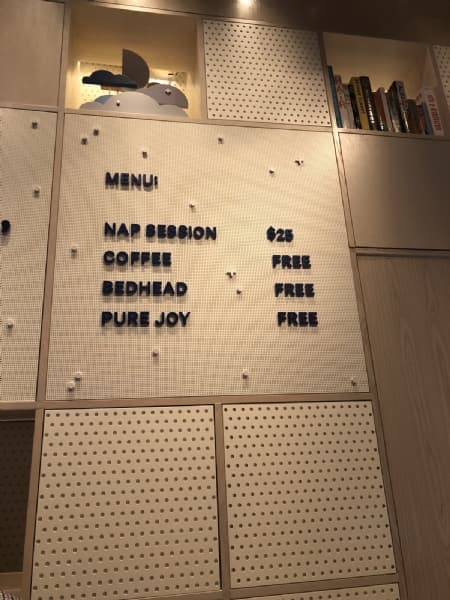 MENU:
NAP SESSION $25
COFFEE FREE
BEDHEAD FREE
PURE JOY FREE